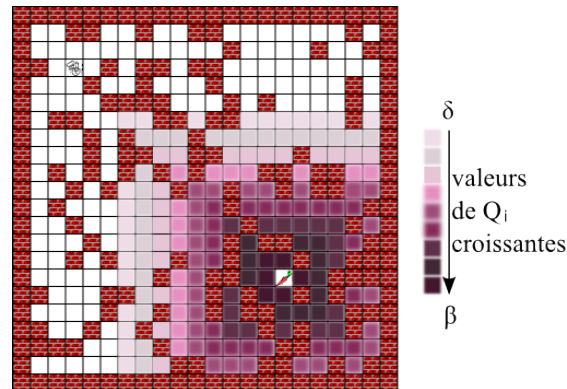 δ
valeurs
de Qi
croissantes
β